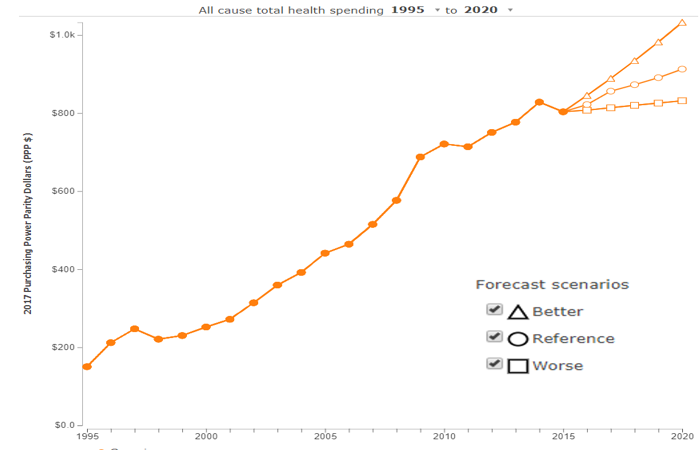 All cause total health spending 1995 to 2020
2017 Purchasing Power Parity Dollars (PPP $)
$1.0k
$800
$600
$400
$200
$0.0
1995 2000 2005 2010 2015 2020
Forecast scenarios
Better
Reference
Worse